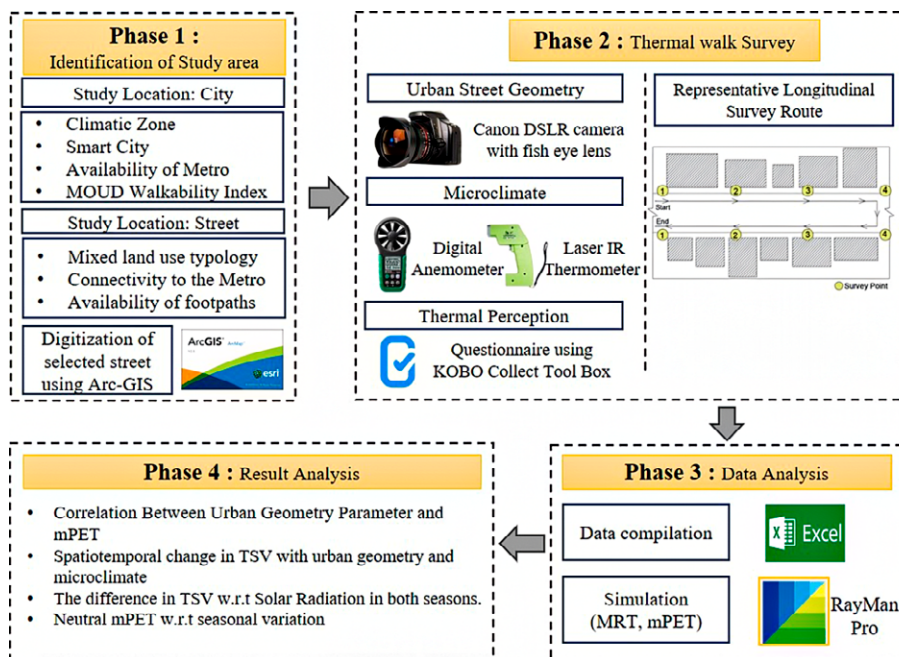 Phase 1 :
Identification of Study area
Study Location: City
• Climatic Zone
• Smart City
• Availability of Metro
• MOUD Walkability Index
Study Location: Street
• Mixed land use typology
• Connectivity to the Metro
• Availability of footpaths
Digitization of
selected street
using Arc-GIS
ArcGIS ArcMap
esri
Phase 2 : Thermal walk Survey
Urban Street Geometry
Canon DSLR camera
with fish eye lens
Microclimate
Digital
Anemometer
Laser IR
Thermometer
Thermal Perception
Questionnaire using
KOBO Collect Tool Box
Representative Longitudinal
Survey Route
1 2 3 4
Start
End
1 2 3 4
Survey Point
Phase 3 : Data Analysis
Data compilation
Excel
Simulation
(MRT, mPET)
RayMan
Pro
Phase 4 : Result Analysis
• Correlation Between Urban Geometry Parameter and
mPET
• Spatiotemporal change in TSV with urban geometry and
microclimate
• The difference in TSV w.r.t Solar Radiation in both seasons.
• Neutral mPET w.r.t seasonal variation